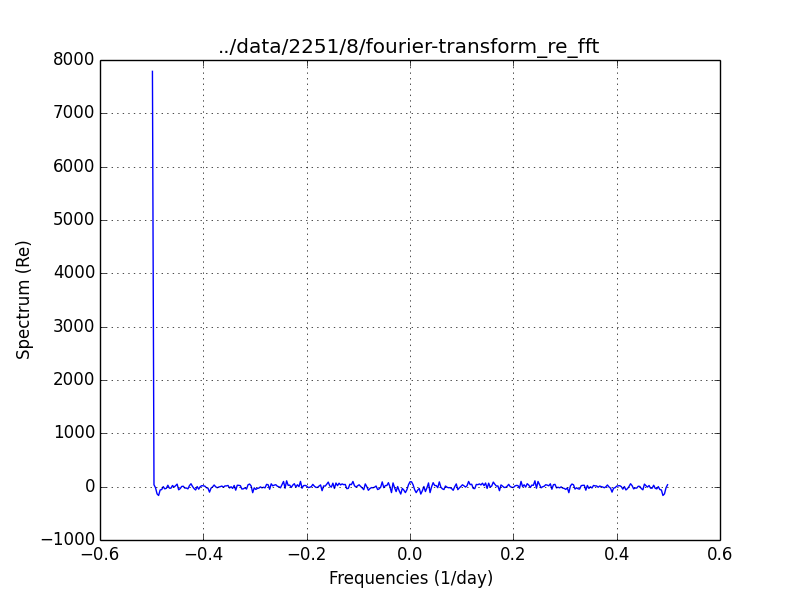 ../data/2251/8/fourier-transform_re_fft
8000
7000
6000
5000
4000
3000
2000
1000
0
−1000
Spectrum (Re)
−0.6 −0.4 −0.2 0.0 0.2 0.4 0.6
Frequencies (1/day)